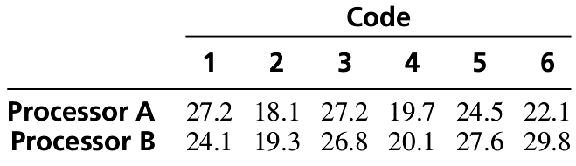 Code
1 2 3 4 5 6
Processor A 27.2 18.1 27.2 19.7 24.5 22.1
Processor B 24.1 19.3 26.8 20.1 27.6 29.8